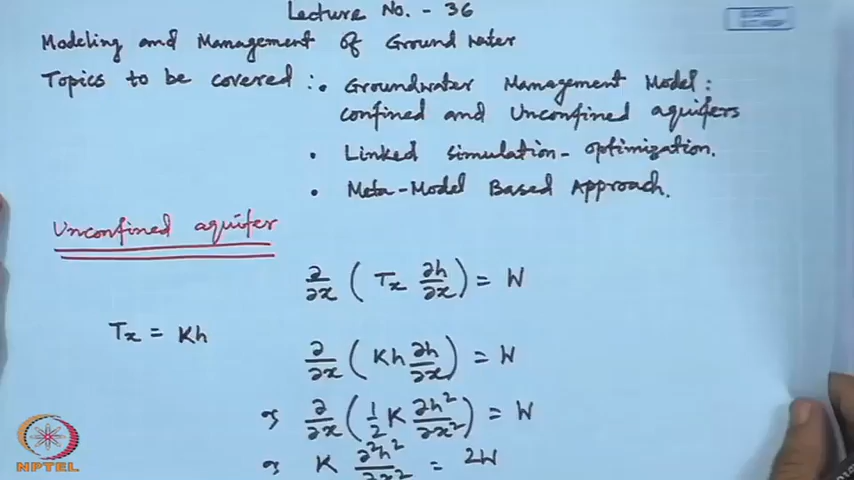 Lecture No. - 36
Modeling and Management of Ground water
Topics to be covered : • Groundwater Management Model :
confined and Unconfined aquifers
• Linked simulation - optimization.
• Meta-Model Based Approach.
Unconfined aquifer
∂/∂x ( Tx ∂h/∂x ) = W
Tx = Kh
∂/∂x ( Kh ∂h/∂x ) = W
⇒ ∂/∂x ( 1/2 K ∂h²/∂x² ) = W
⇒ K ∂²h²/∂x² = 2W
NPTEL